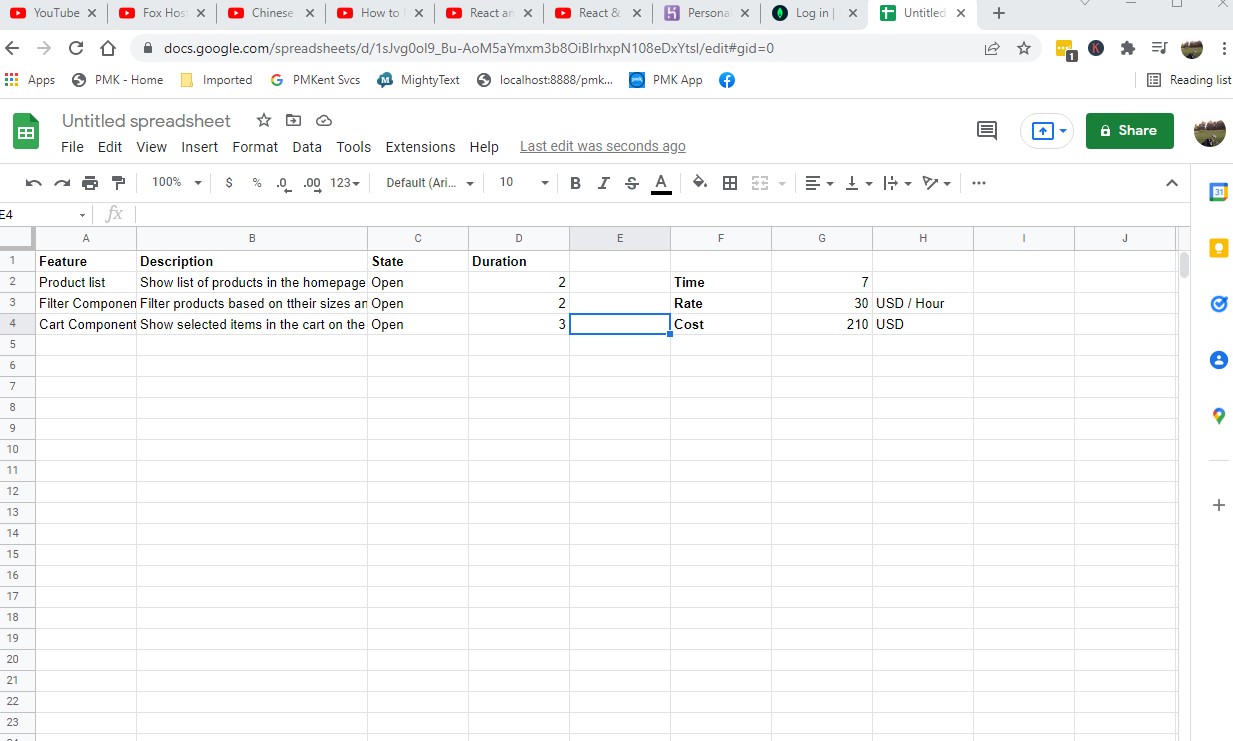 YouTube Fox Hos Chinese How to React an React & Persona Log in | Untitled
docs.google.com/spreadsheets/d/1sJvg0oI9_Bu-AoM5aYmxm3b8OiBIrhxpN108eDxYtsI/edit#gid=0 K 1
Apps PMK - Home Imported PMKent Svcs MightyText localhost:8888/pmk... PMK App Reading list
Untitled spreadsheet
File Edit View Insert Format Data Tools Extensions Help Last edit was seconds ago Share
100% $ % .0 .00 123 Default (Ari... 10 B I S A 31
E4 fx
A B C D E F G H I J
1 Feature Description State Duration
2 Product list Show list of products in the homepage Open 2 Time 7
3 Filter Componen Filter products based on ttheir sizes an Open 2 Rate 30 USD / Hour
4 Cart Component Show selected items in the cart on the Open 3 Cost 210 USD
5
6
7
8
9
10
11
12
13
14
15
16
17
18
19
20
21
22
23